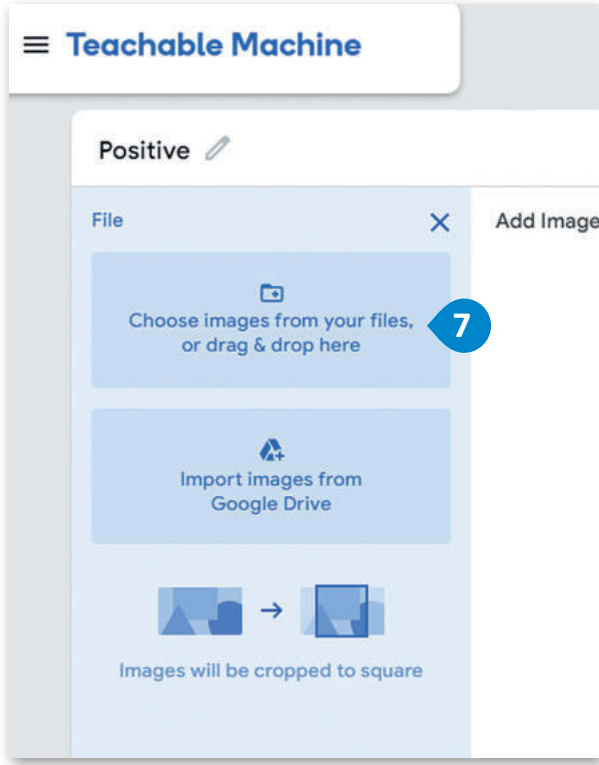 Teachable Machine
Positive
File
Add Image
Choose images from your files,
or drag & drop here
7
Import images from
Google Drive
Images will be cropped to square